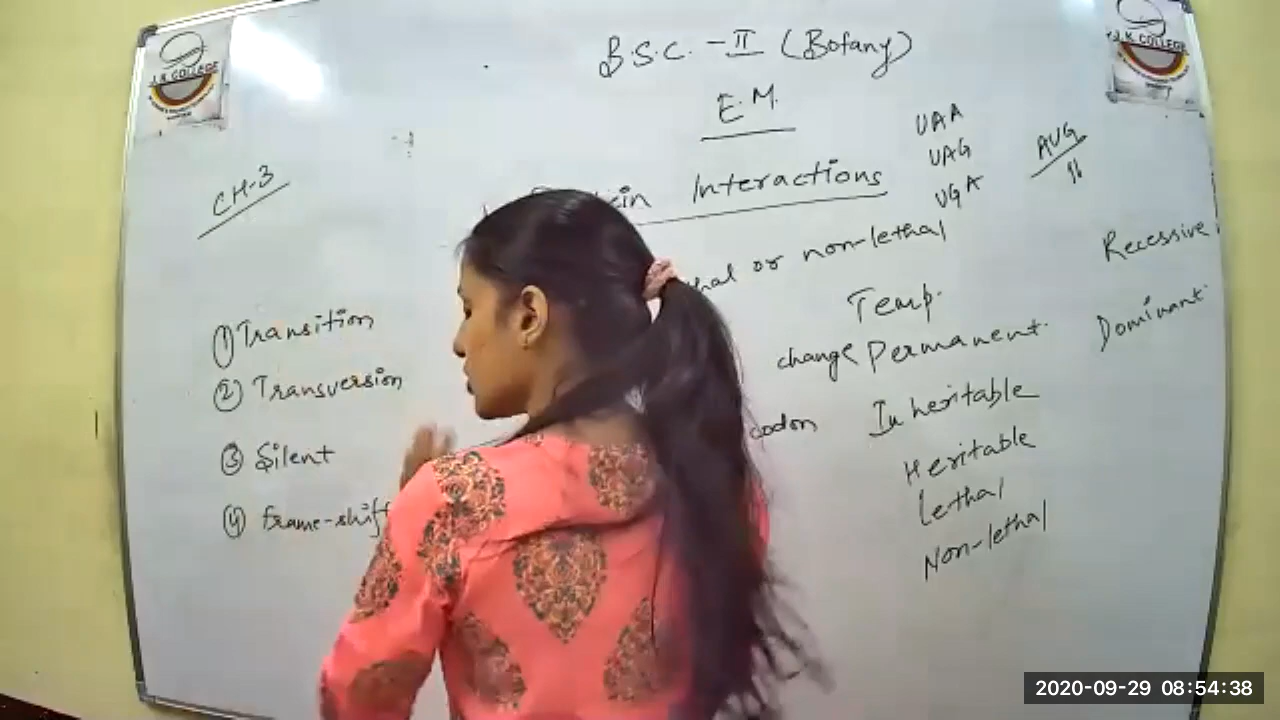 J.K. COLLEGE
J.K. COLLEGE
B.S.C. - II (Botany)
E.M.
CH-3
Interactions
UAA
UAG
UGA
AUG
or non-lethal
Recessive
Dominant
Temp.
change Permanent.
codon Inheritable
Heritable
Lethal
Non-lethal
① Transition
② Transversion
③ Silent
④ Frame-shift
2020-09-29 08:54:38